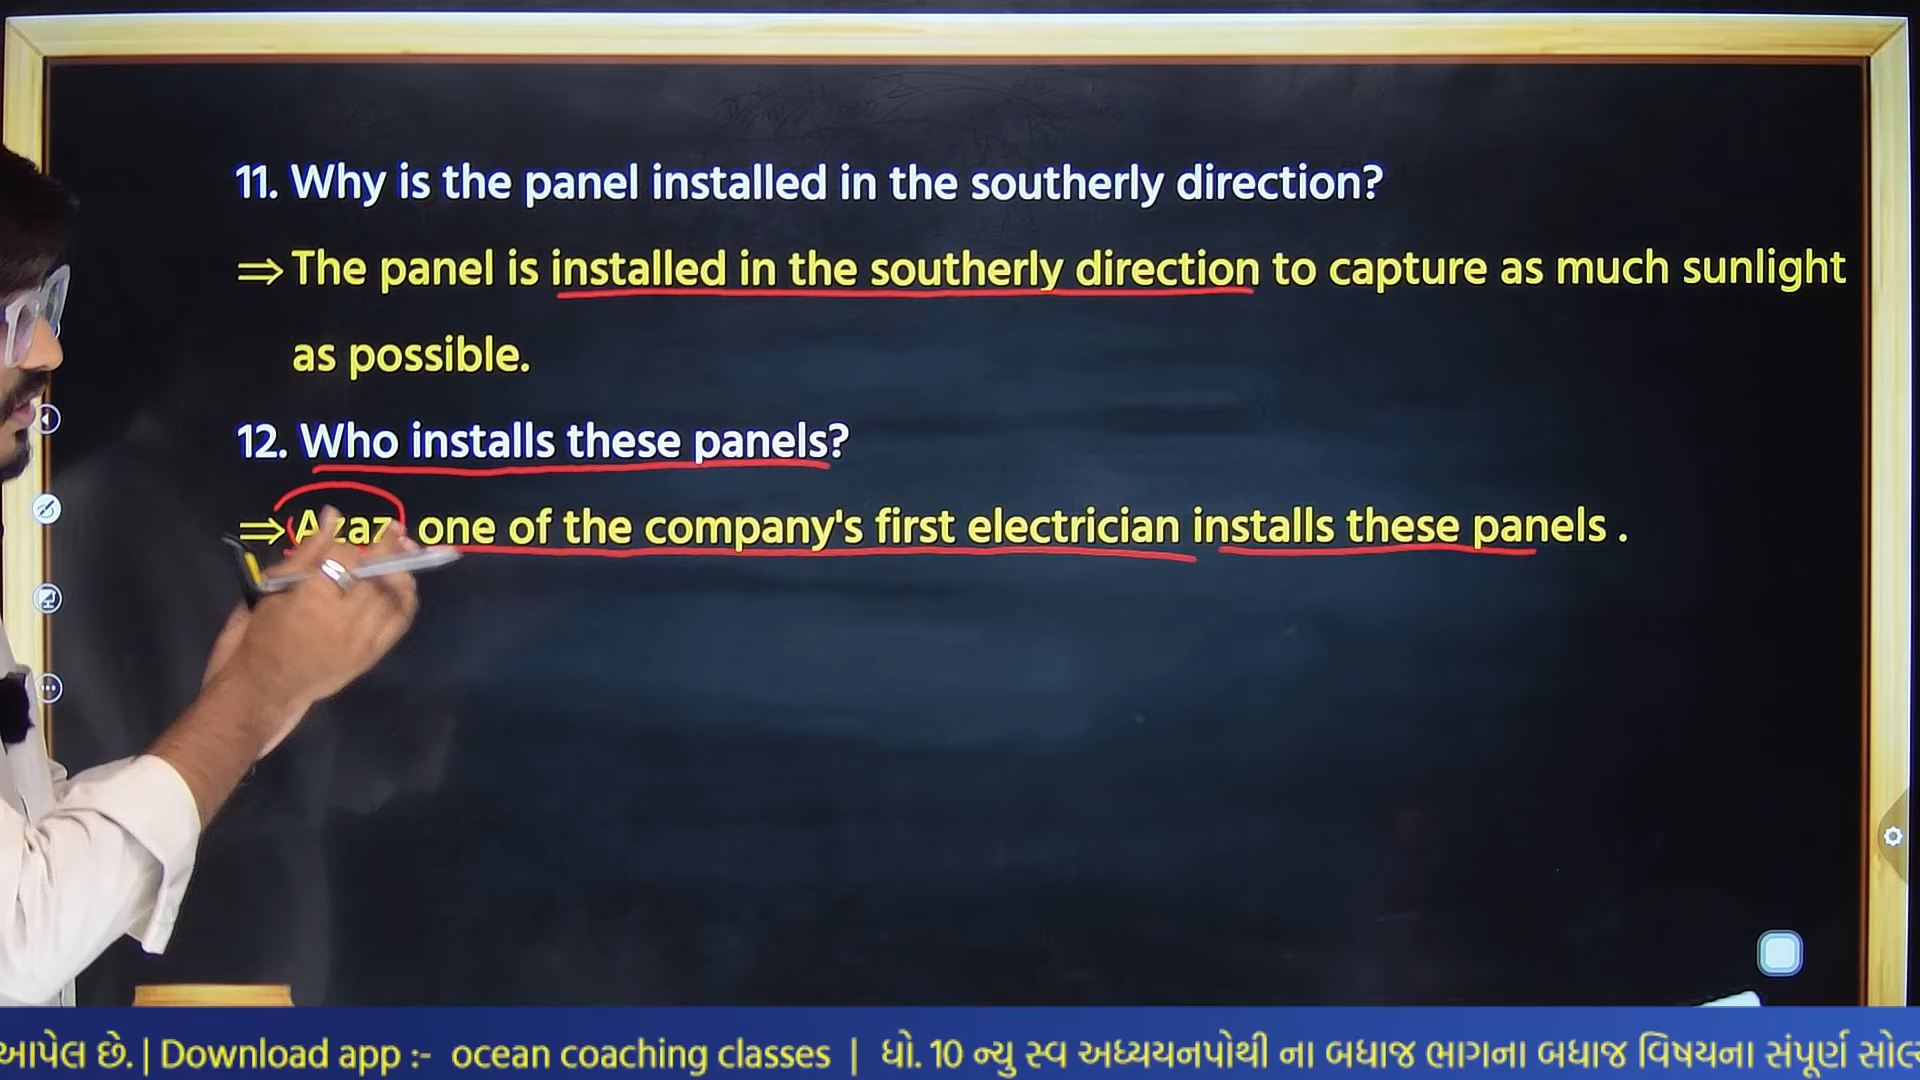 11. Why is the panel installed in the southerly direction?
⇒ The panel is installed in the southerly direction to capture as much sunlight
as possible.
12. Who installs these panels?
⇒ Azaz, one of the company's first electrician installs these panels .
આપેલ છે. | Download app :- ocean coaching classes | ધો. 10 ન્યુ સ્વ અધ્યયનપોથી ના બધાજ ભાગના બધાજ વિષયના સંપૂર્ણ